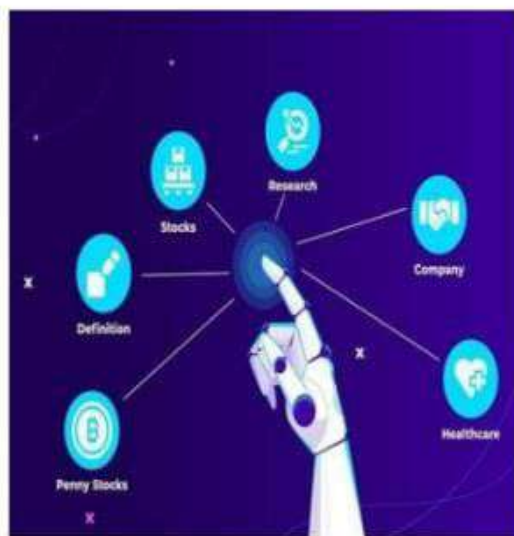 Research
Stocks
Company
Definition
Healthcare
Penny Stocks